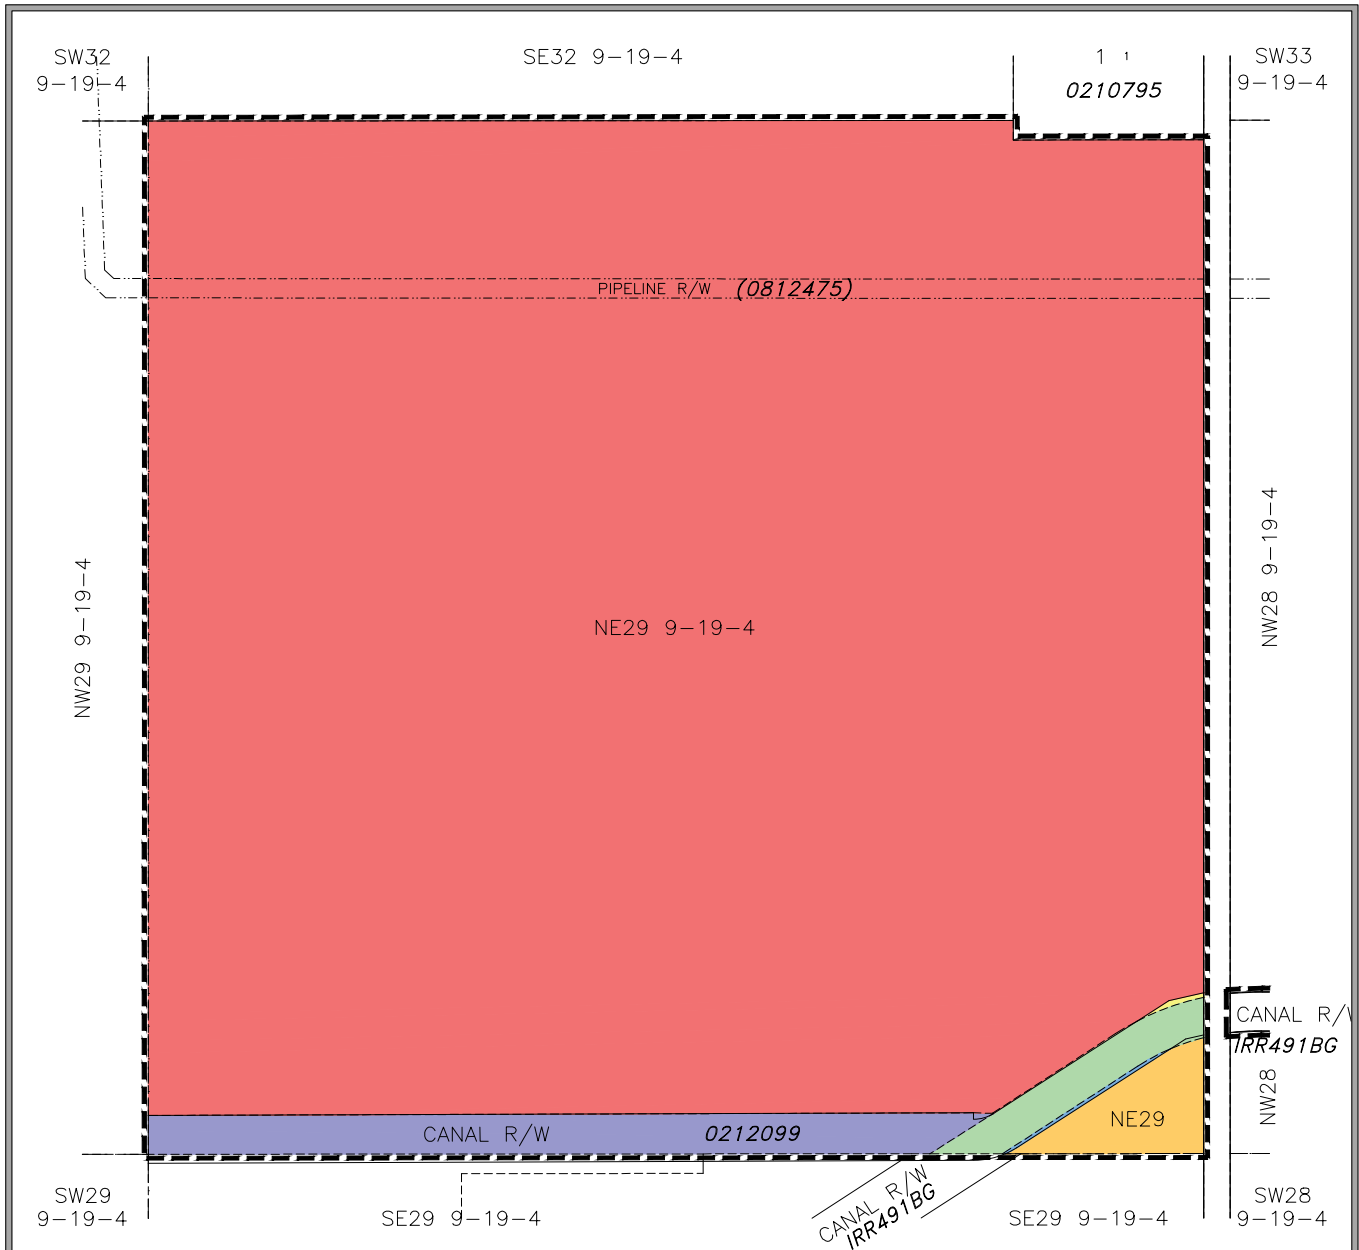 SW32
9-19-4
SE32 9-19-4
1 1
0210795
SW33
9-19-4
PIPELINE R/W (0812475)
NW29 9-19-4
NE29 9-19-4
NW28 9-19-4
CANAL R/W
IRR491BG
NW28
CANAL R/W 0212099
NE29
SW29
9-19-4
SE29 9-19-4
CANAL R/W
IRR491BG
SE29 9-19-4
SW28
9-19-4